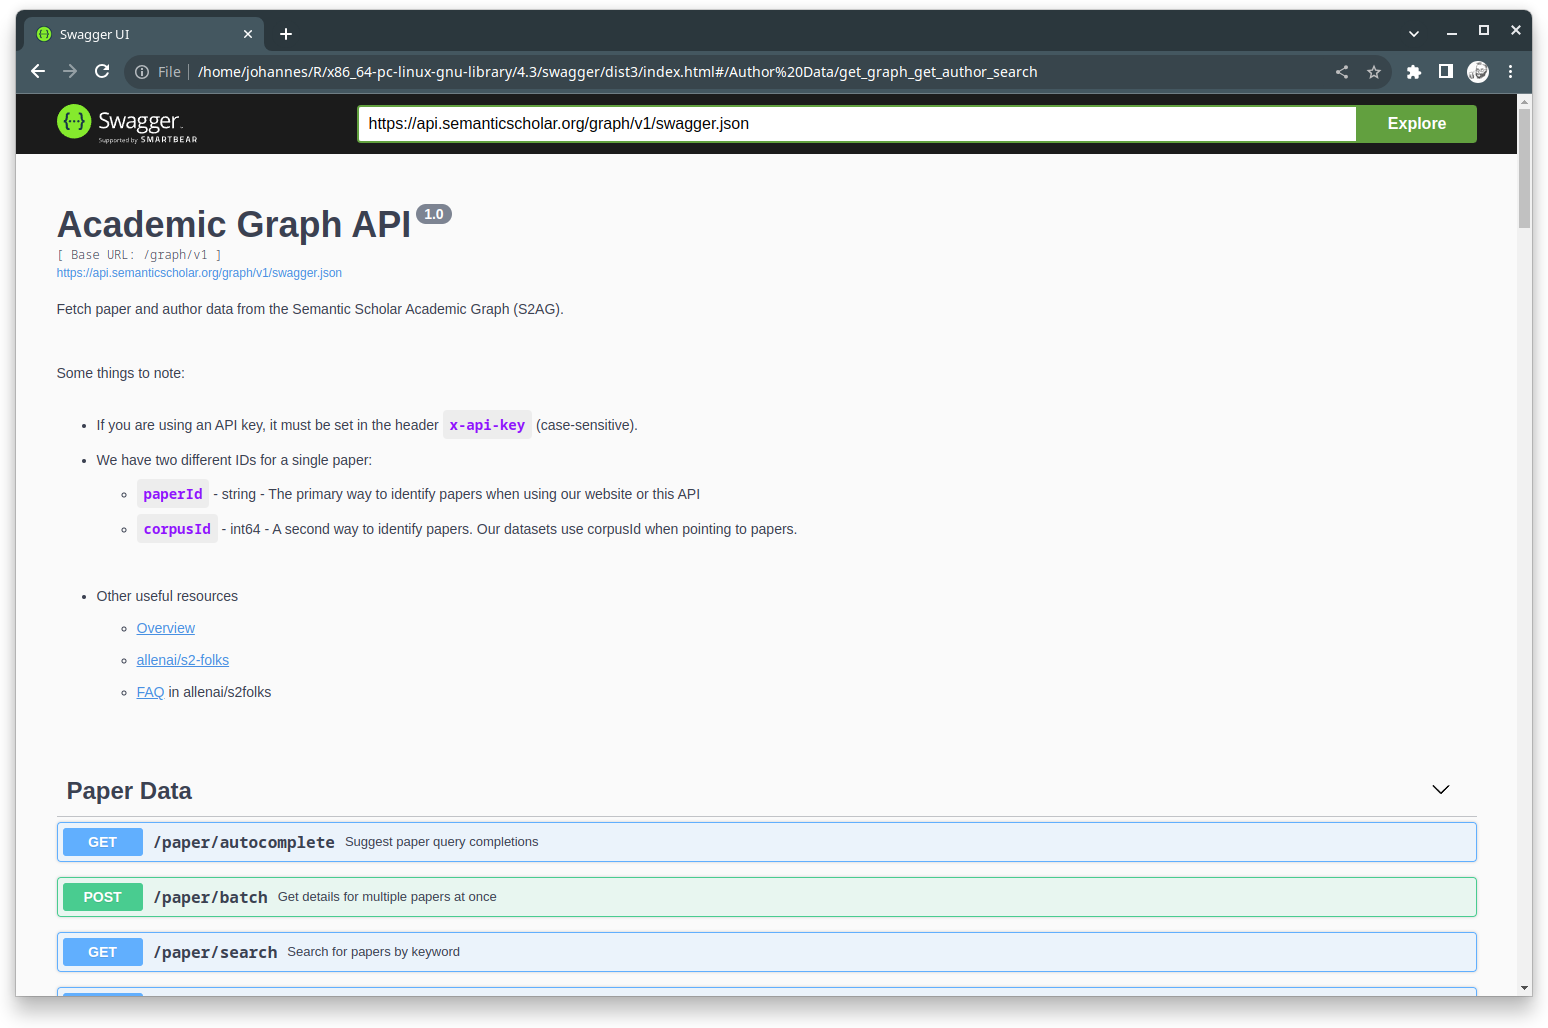 Swagger UI
File
/home/johannes/R/x86_64-pc-linux-gnu-library/4.3/swagger/dist3/index.html#/Author%20Data/get_graph_get_author_search
Swagger
Supported by SMARTBEAR
https://api.semanticscholar.org/graph/v1/swagger.json
Explore
Academic Graph API 1.0
[ Base URL: /graph/v1 ]
https://api.semanticscholar.org/graph/v1/swagger.json
Fetch paper and author data from the Semantic Scholar Academic Graph (S2AG).
Some things to note:
If you are using an API key, it must be set in the header x-api-key (case-sensitive).
We have two different IDs for a single paper:
paperId - string - The primary way to identify papers when using our website or this API
corpusId - int64 - A second way to identify papers. Our datasets use corpusId when pointing to papers.
Other useful resources
Overview
allenai/s2-folks
FAQ in allenai/s2folks
Paper Data
GET /paper/autocomplete Suggest paper query completions
POST /paper/batch Get details for multiple papers at once
GET /paper/search Search for papers by keyword